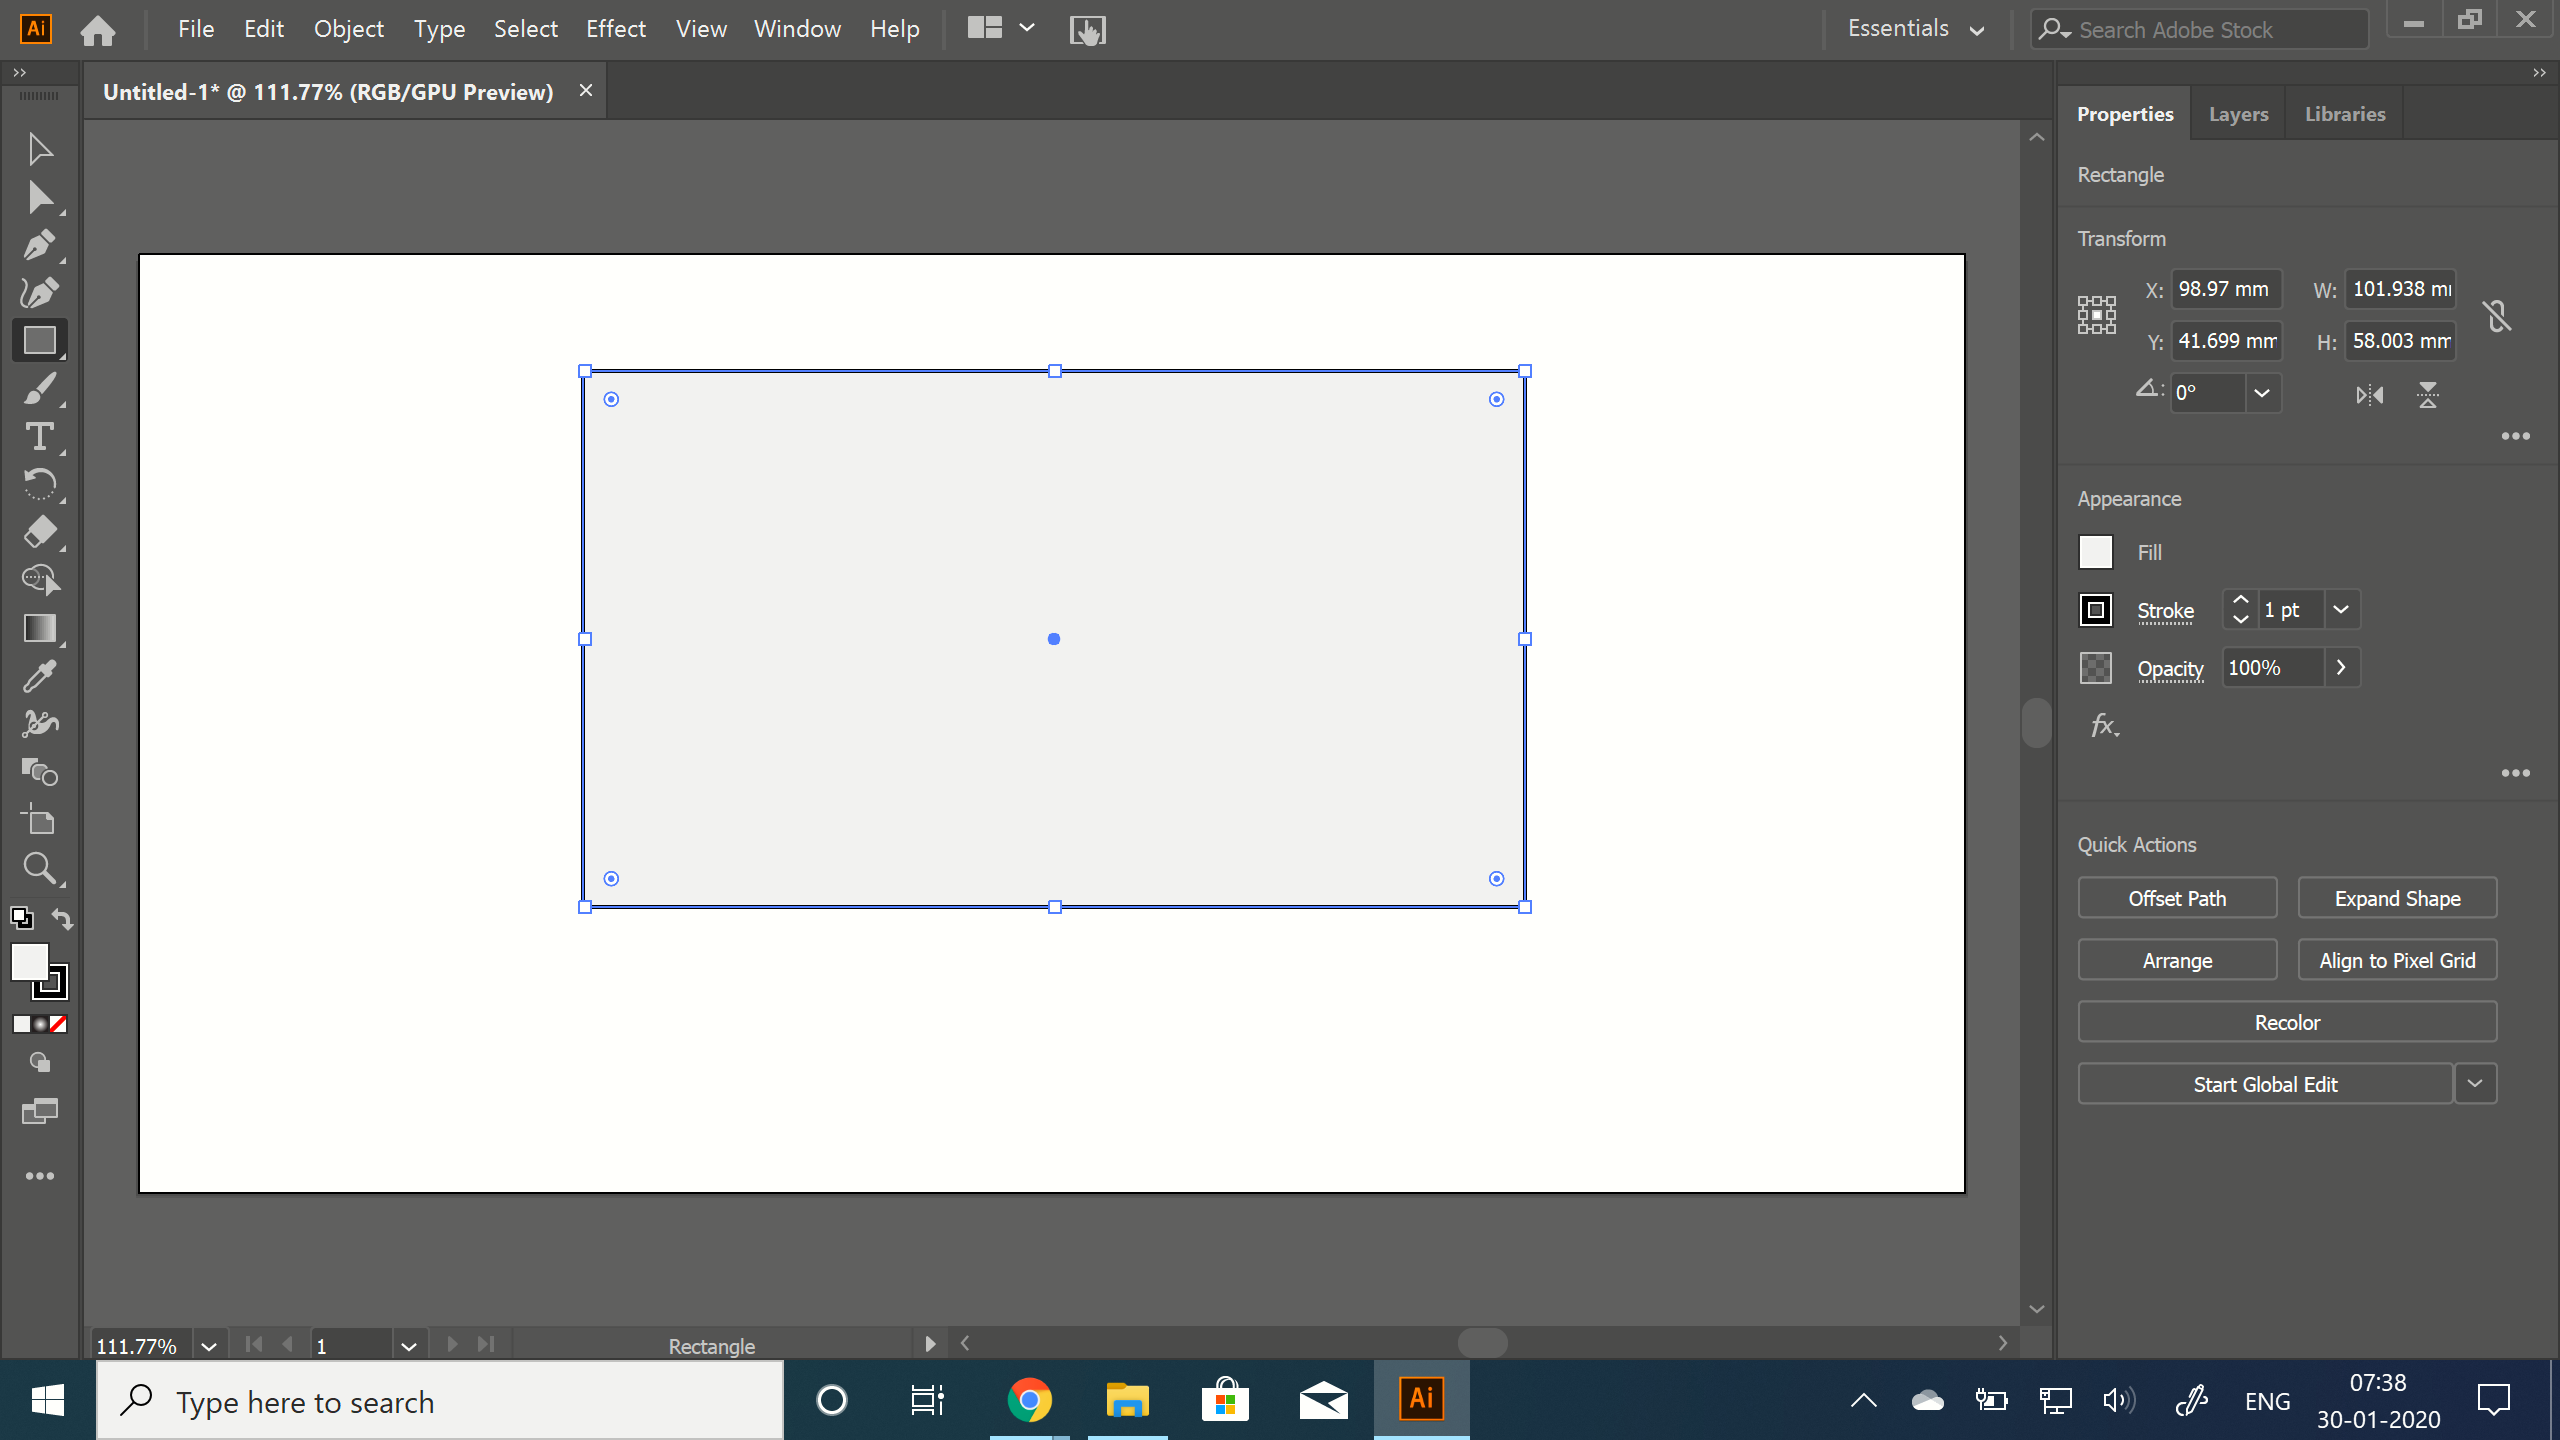 Ai File Edit Object Type Select Effect View Window Help Essentials Search Adobe Stock
Untitled-1* @ 111.77% (RGB/GPU Preview)
Properties Layers Libraries
Rectangle
Transform
X: 98.97 mm W: 101.938 m
Y: 41.699 mm H: 58.003 mm
0°
Appearance
Fill
Stroke 1 pt
Opacity 100%
fx
Quick Actions
Offset Path Expand Shape
Arrange Align to Pixel Grid
Recolor
Start Global Edit
111.77% 1 Rectangle
Type here to search Ai ENG 07:38
30-01-2020